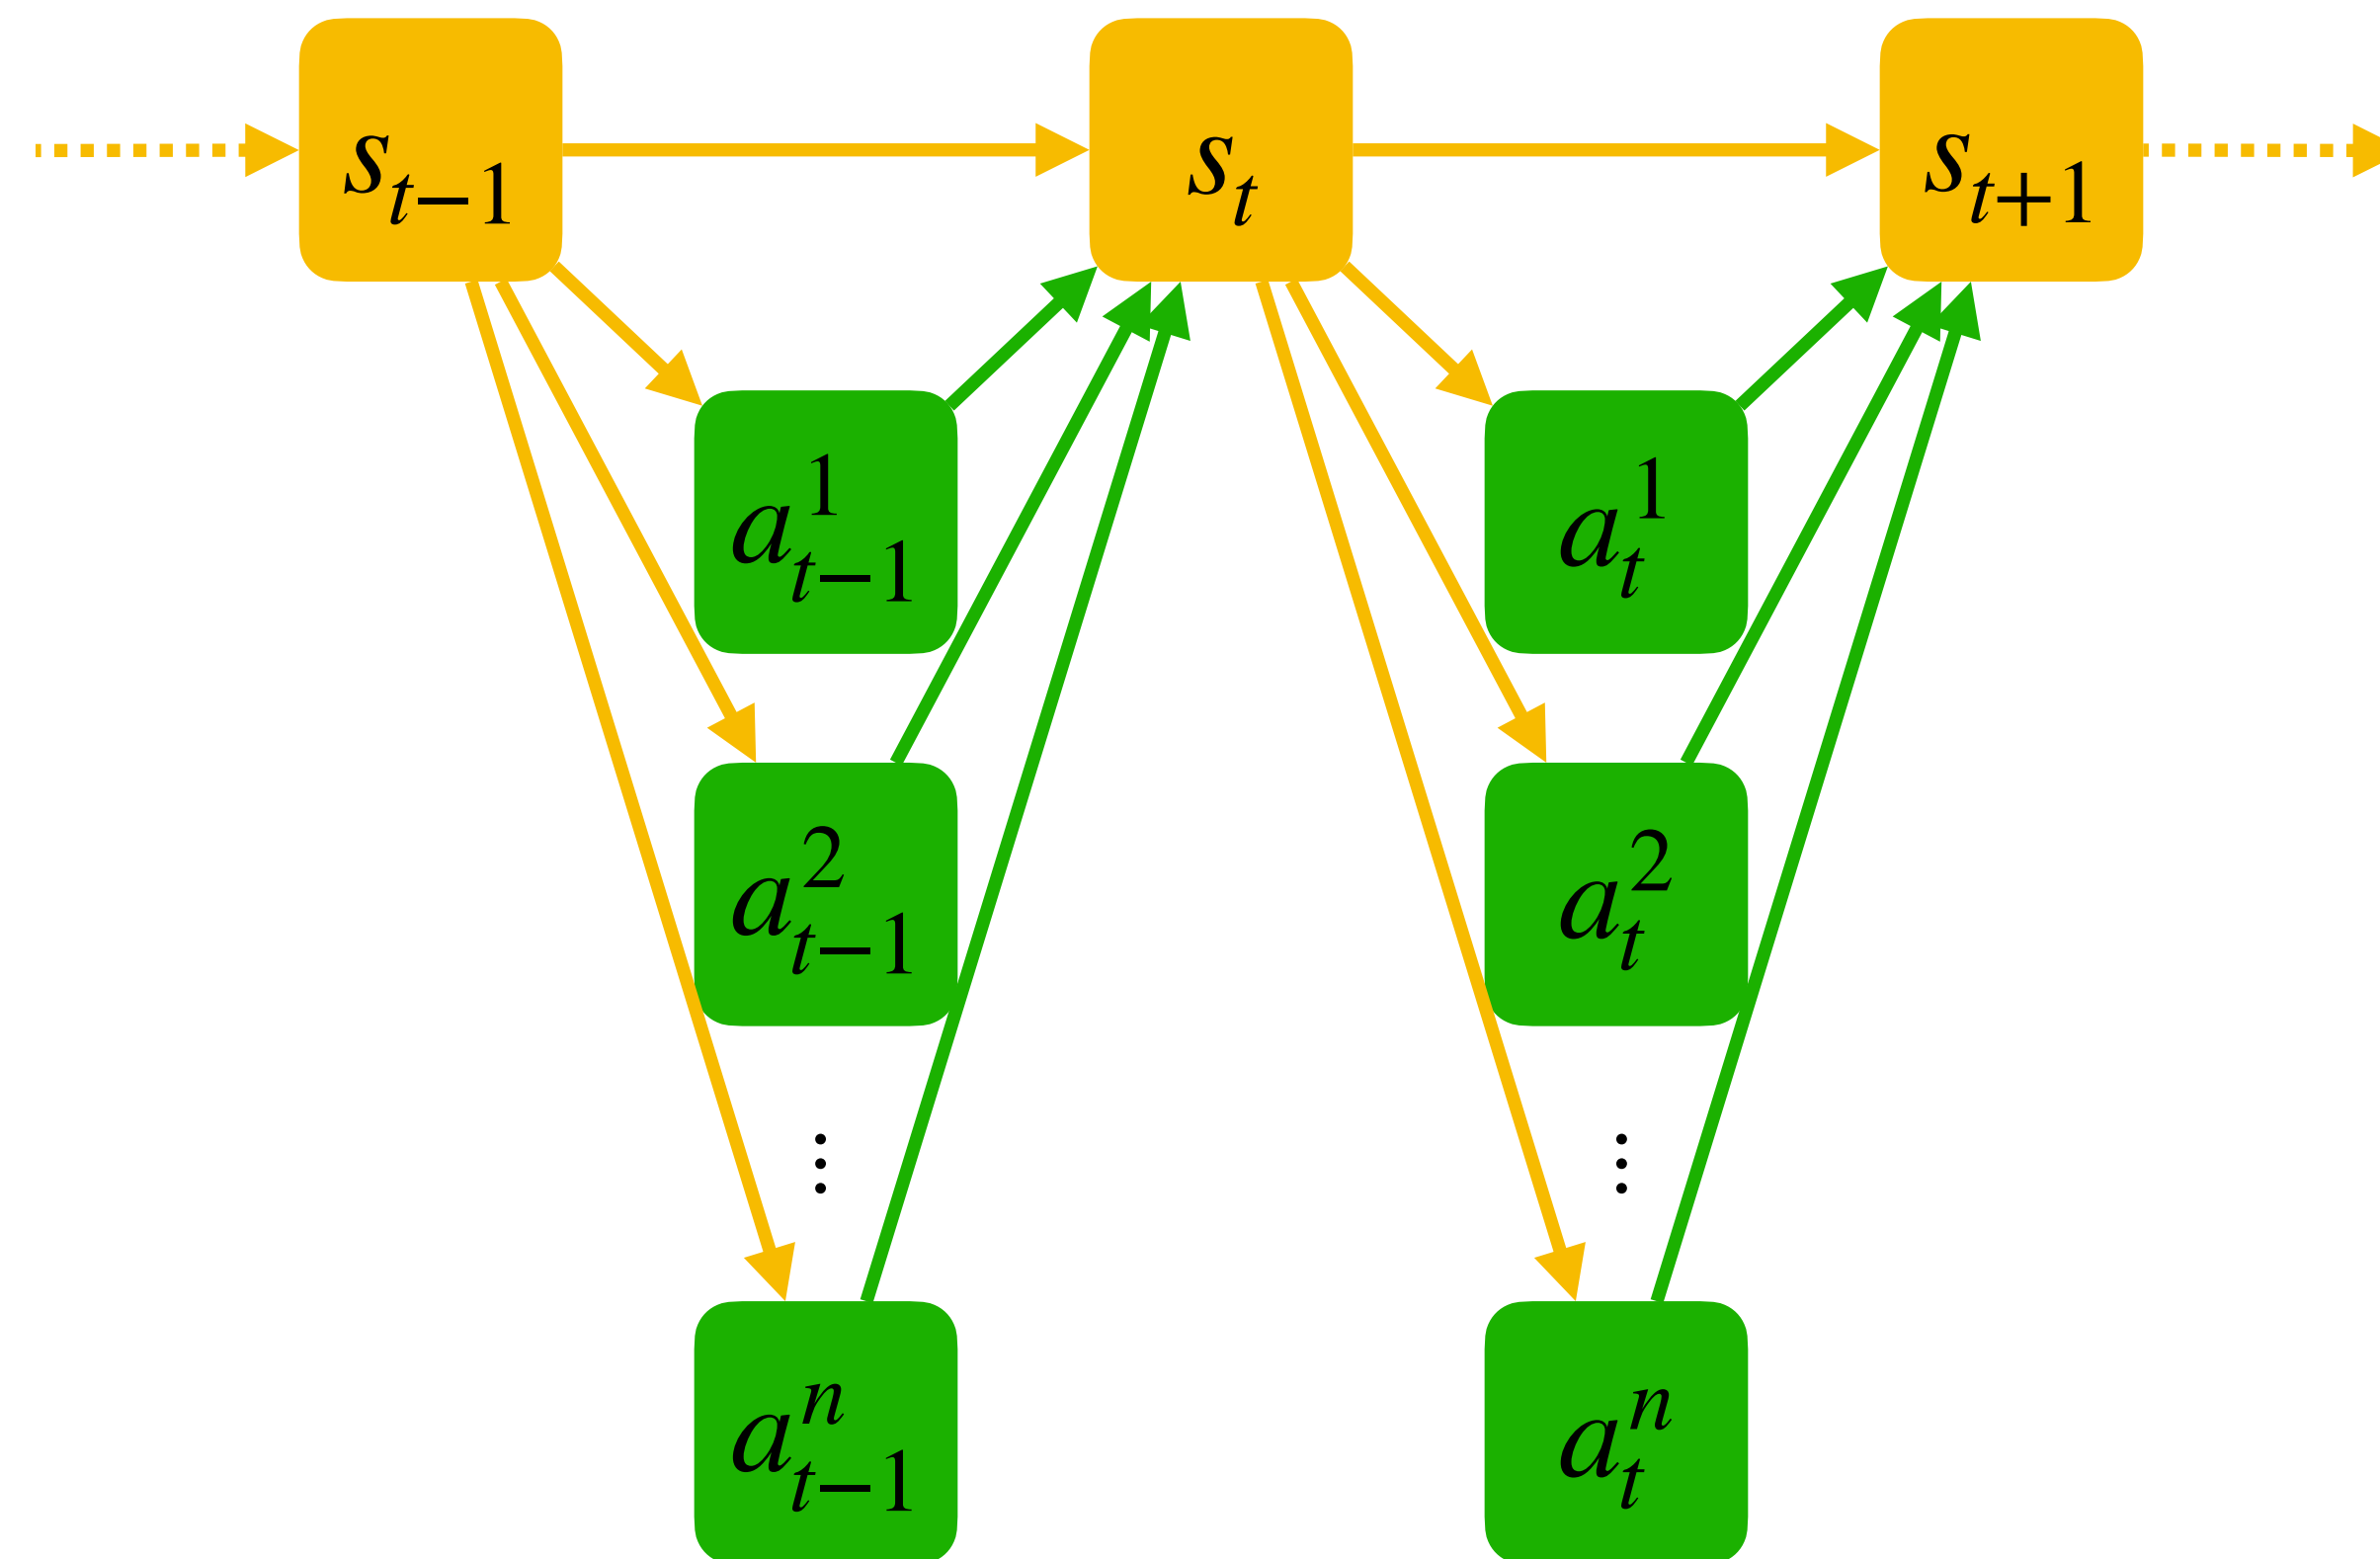 s_{t−1} s_t s_{t+1}
a^1_{t−1} a^1_t
a^2_{t−1} a^2_t
⋮ ⋮
a^n_{t−1} a^n_t